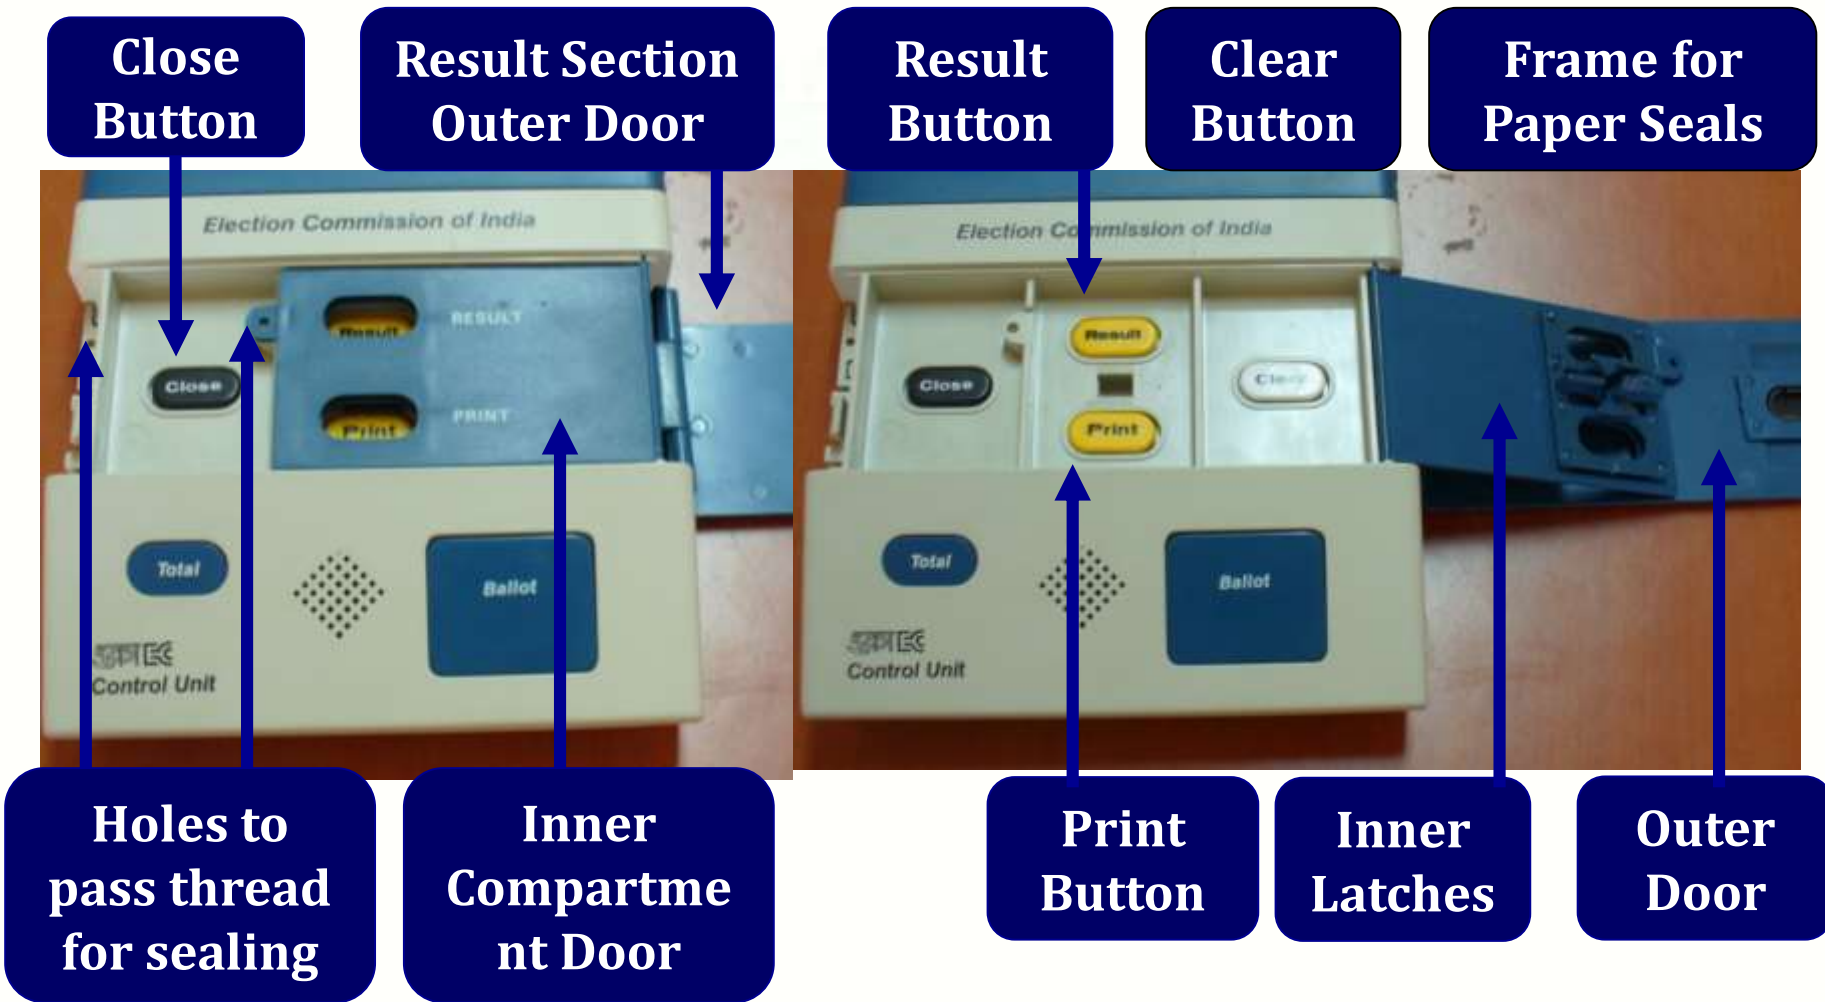 Close
Button
Result Section
Outer Door
Result
Button
Clear
Button
Frame for
Paper Seals
Election Commission of India
Result
RESULT
Close
Print
PRINT
Total
Ballot
EC
Control Unit
Election Commission of India
Result
Close
Clear
Print
Total
Ballot
EC
Control Unit
Holes to
pass thread
for sealing
Inner
Compartme
nt Door
Print
Button
Inner
Latches
Outer
Door